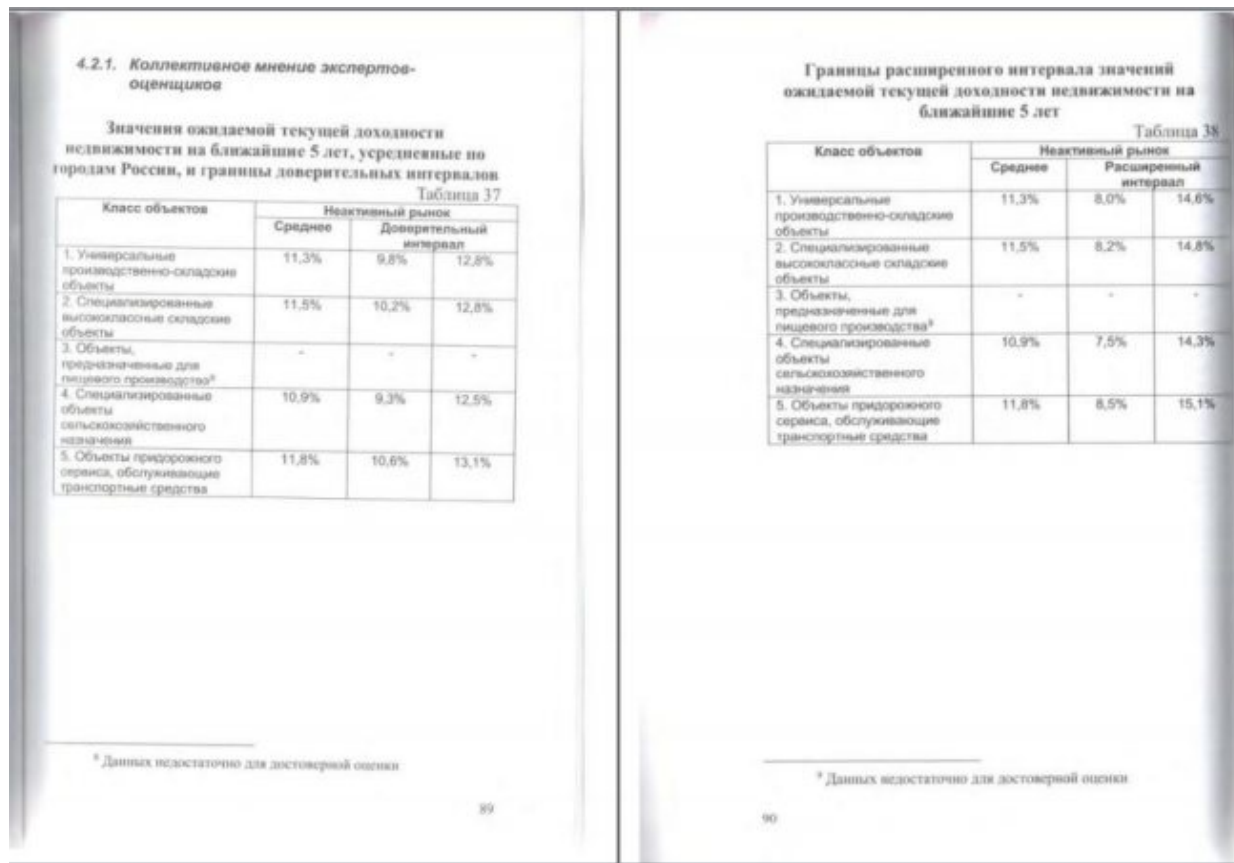 4.2.1. Коллективное мнение экспертов-
оценщиков
Значения ожидаемой текущей доходности
недвижимости на ближайшие 5 лет, усредненные по
городам России, и границы доверительных интервалов
Таблица 37
Класс объектов Неактивный рынок
Среднее Доверительный
интервал
1. Универсальные 11,3% 9,8% 12,8%
производственно-складские
объекты
2. Специализированные 11,5% 10,2% 12,8%
высококлассные складские
объекты
3. Объекты, - - -
предназначенные для
пищевого производства⁸
4. Специализированные 10,9% 9,3% 12,5%
объекты
сельскохозяйственного
назначения
5. Объекты придорожного 11,8% 10,6% 13,1%
сервиса, обслуживающие
транспортные средства
⁸ Данных недостаточно для достоверной оценки
89
Границы расширенного интервала значений
ожидаемой текущей доходности недвижимости на
ближайшие 5 лет
Таблица 38
Класс объектов Неактивный рынок
Среднее Расширенный
интервал
1. Универсальные 11,3% 8,0% 14,6%
производственно-складские
объекты
2. Специализированные 11,5% 8,2% 14,8%
высококлассные складские
объекты
3. Объекты, - - -
предназначенные для
пищевого производства⁹
4. Специализированные 10,9% 7,5% 14,3%
объекты
сельскохозяйственного
назначения
5. Объекты придорожного 11,8% 8,5% 15,1%
сервиса, обслуживающие
транспортные средства
⁹ Данных недостаточно для достоверной оценки
90